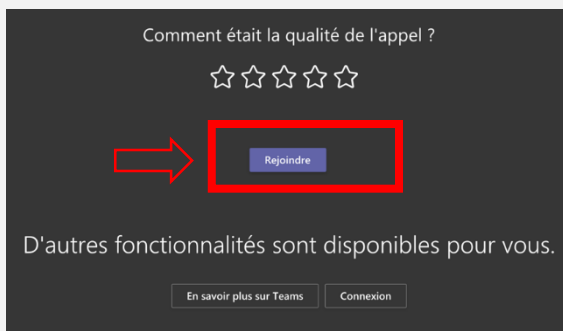 Comment était la qualité de l'appel ?
Rejoindre
D'autres fonctionnalités sont disponibles pour vous.
En savoir plus sur Teams
Connexion